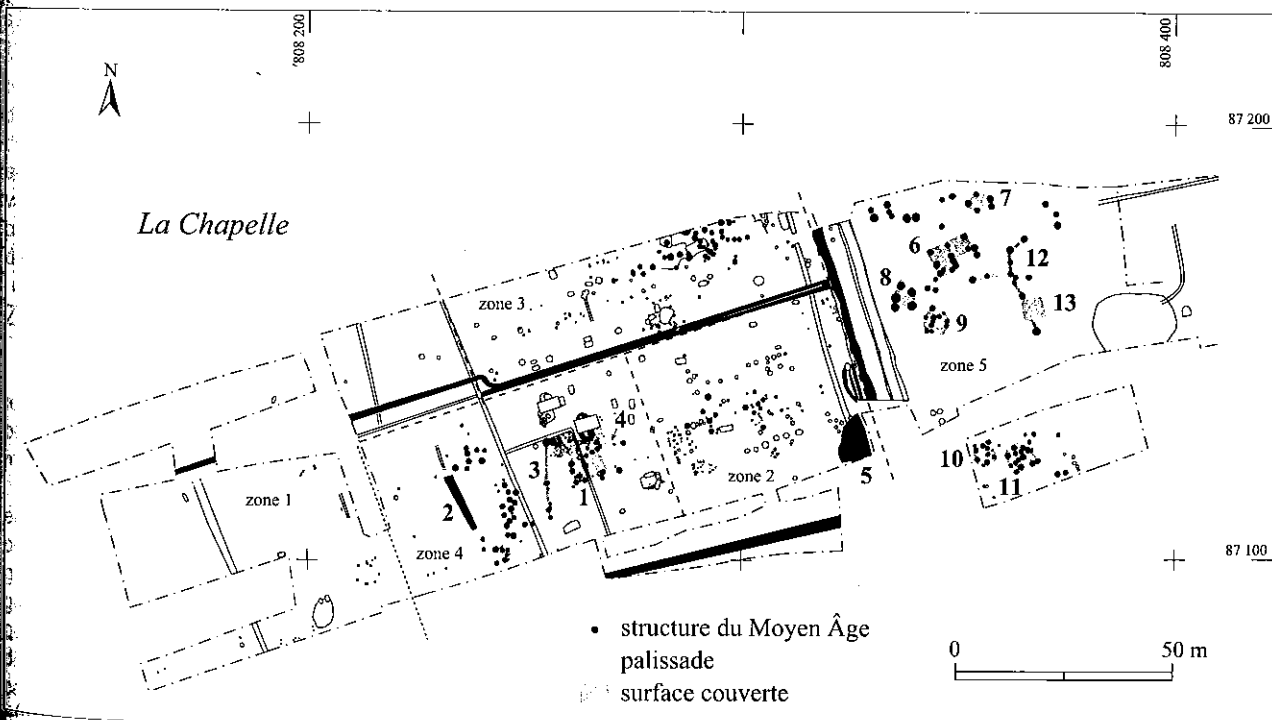 808 200
808 400
N
87 200
La Chapelle
7
6
12
8
13
zone 3
9
zone 5
4
10
3
11
zone 2
5
1
zone 1
2
zone 4
87 100
structure du Moyen Âge
palissade
surface couverte
0
50 m